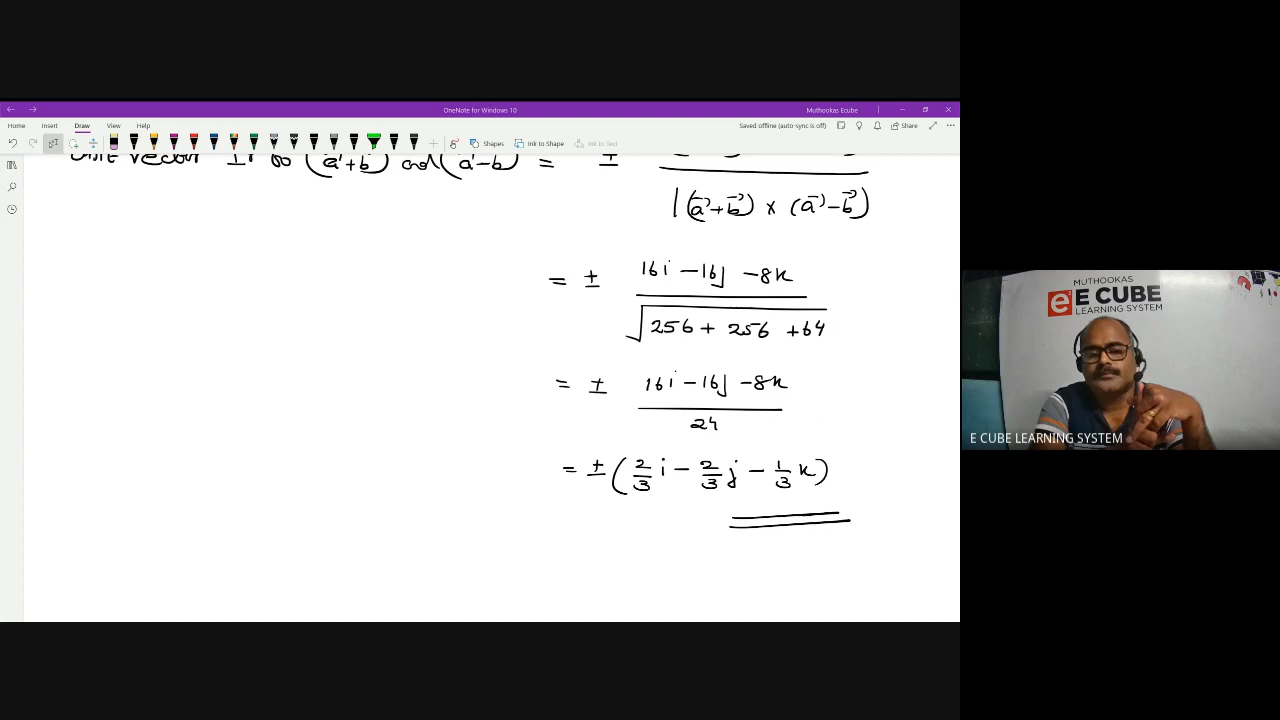 OneNote for Windows 10
Muthookas Ecube
Home Insert Draw View Help
Saved offline (auto-sync is off)
Share
Shapes
Ink to Shape
Ink to Text
Unit vector ⊥r to (a⃗+b⃗) and (a⃗−b⃗) = ±
|(a⃗+b⃗) × (a⃗−b⃗)|
= ± 16i −16j −8k
√256 + 256 +64
= ± 16i −16j −8k
24
= ± (2/3 i − 2/3 j − 1/3 k)
MUTHOOKAS
e³ E CUBE
LEARNING SYSTEM
E CUBE LEARNING SYSTEM